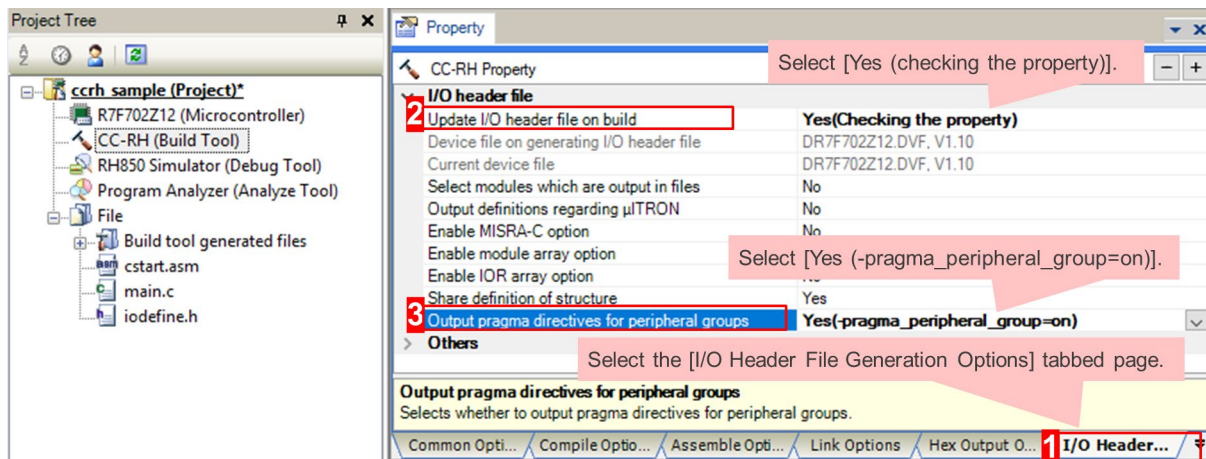 Project Tree
ccrh sample (Project)*
R7F702Z12 (Microcontroller)
CC-RH (Build Tool)
RH850 Simulator (Debug Tool)
Program Analyzer (Analyze Tool)
File
Build tool generated files
cstart.asm
main.c
iodefine.h
Property
CC-RH Property
Select [Yes (checking the property)].
I/O header file
2
Update I/O header file on build Yes(Checking the property)
Device file on generating I/O header file DR7F702Z12.DVF, V1.10
Current device file DR7F702Z12.DVF, V1.10
Select modules which are output in files No
Output definitions regarding µITRON No
Enable MISRA-C option No
Enable module array option
Select [Yes (-pragma_peripheral_group=on)].
Enable IOR array option No
Share definition of structure Yes
3
Output pragma directives for peripheral groups Yes(-pragma_peripheral_group=on)
Others
Select the [I/O Header File Generation Options] tabbed page.
Output pragma directives for peripheral groups
Selects whether to output pragma directives for peripheral groups.
Common Opti... Compile Optio... Assemble Opti... Link Options Hex Output O... 1 I/O Header...